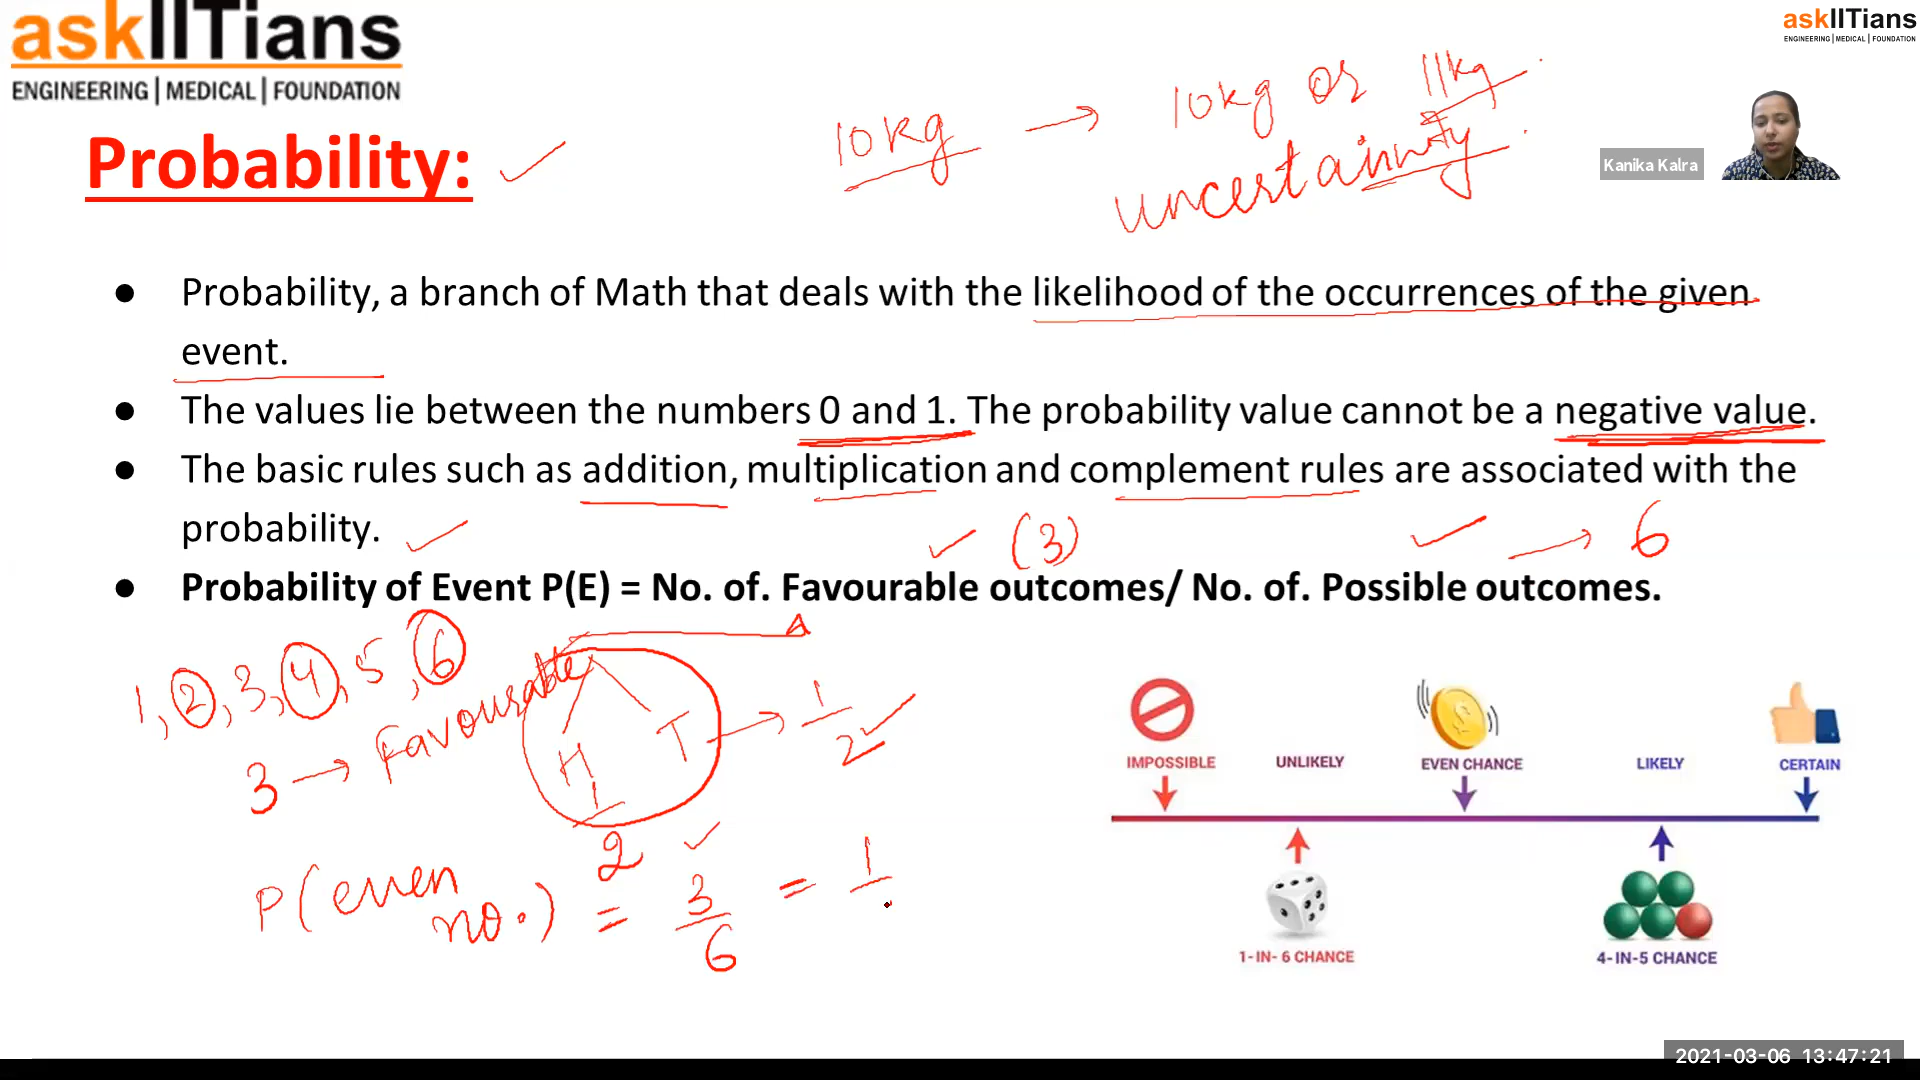 askIITians
ENGINEERING | MEDICAL | FOUNDATION
askIITians
ENGINEERING | MEDICAL | FOUNDATION
10kg → 10kg or 11kg
uncertainity
Kanika Kalra
Probability:
● Probability, a branch of Math that deals with the likelihood of the occurrences of the given
event.
● The values lie between the numbers 0 and 1. The probability value cannot be a negative value.
● The basic rules such as addition, multiplication and complement rules are associated with the
probability.
(3) → 6
● Probability of Event P(E) = No. of. Favourable outcomes/ No. of. Possible outcomes.
1, 2, 3, 4, 5, 6
3 → Favourable
H T → 1/2
1/2
P(even no.) = 3/6 = 1
IMPOSSIBLE UNLIKELY EVEN CHANCE LIKELY CERTAIN
1-IN-6 CHANCE 4-IN-5 CHANCE
2021-03-06 13:47:21